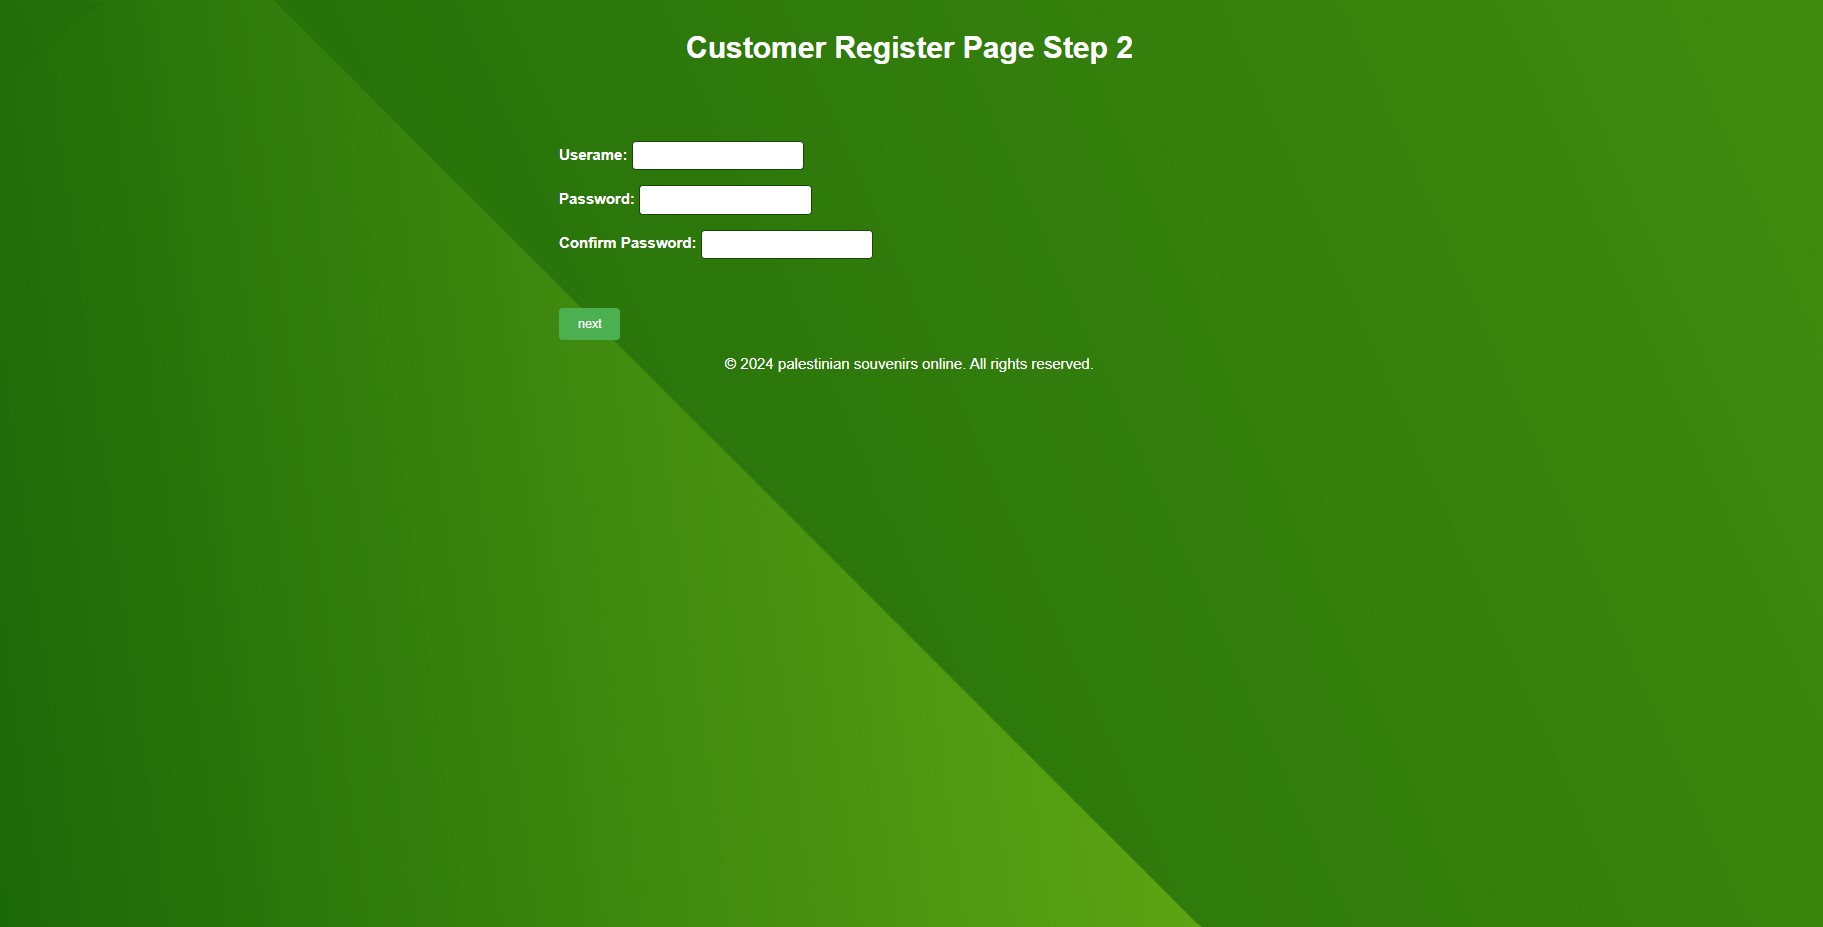 Customer Register Page Step 2
Userame:
Password:
Confirm Password:
next
© 2024 palestinian souvenirs online. All rights reserved.